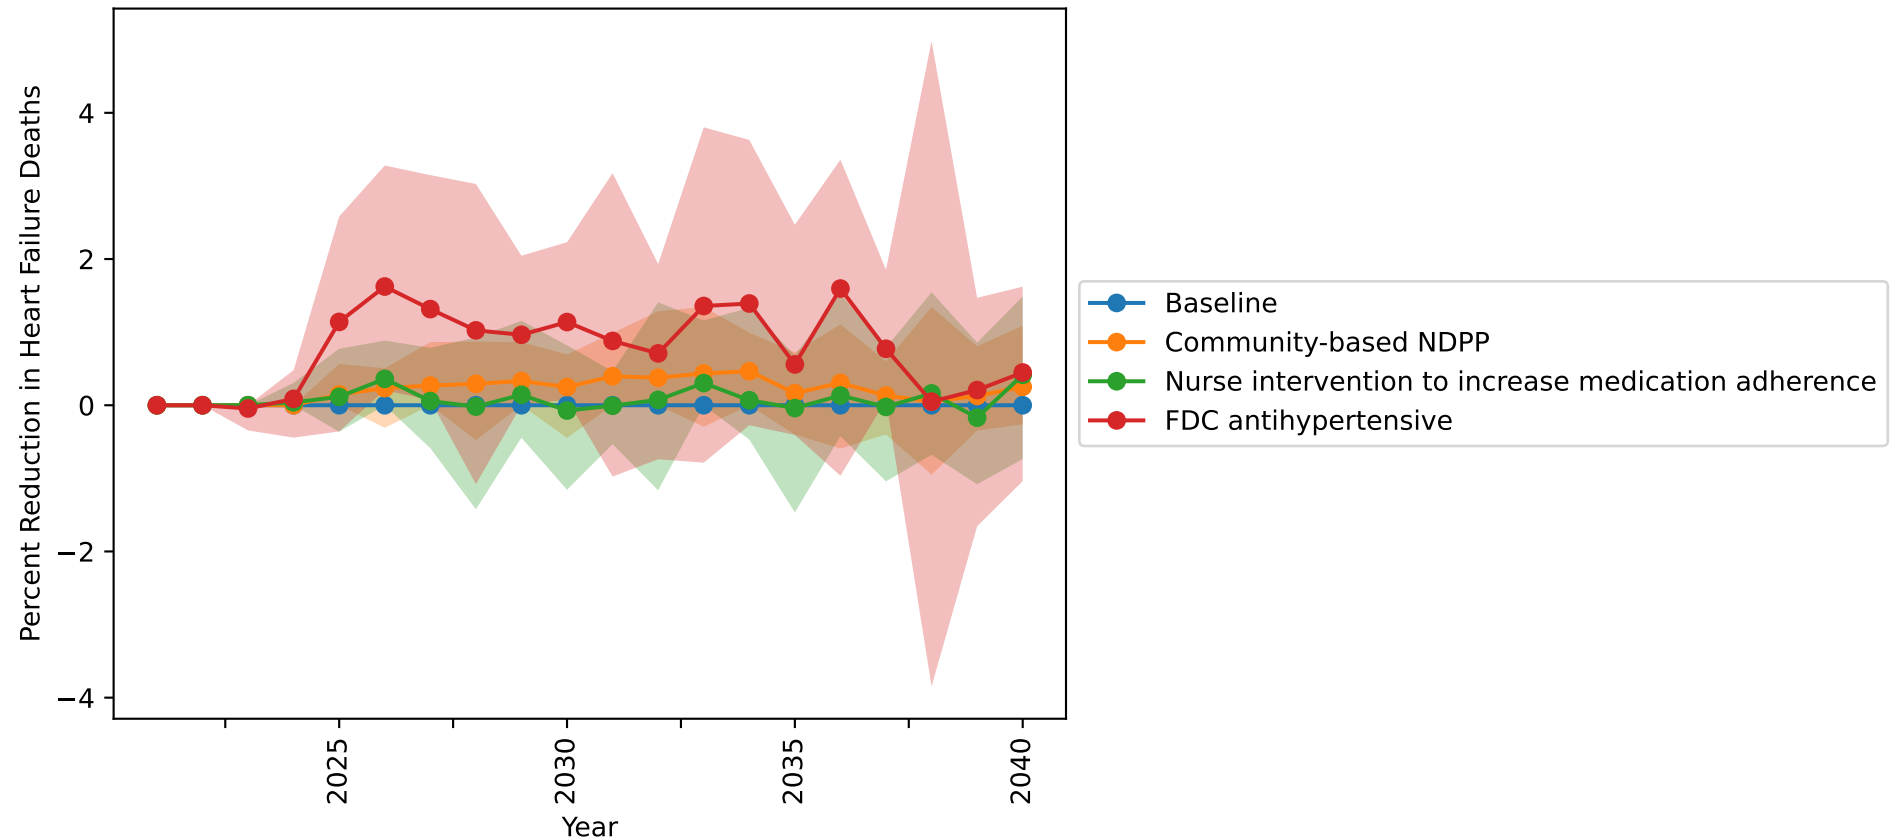 Percent Reduction in Heart Failure Deaths
4
2
0
−2
−4
2025
2030
2035
2040
Year
Baseline
Community-based NDPP
Nurse intervention to increase medication adherence
FDC antihypertensive